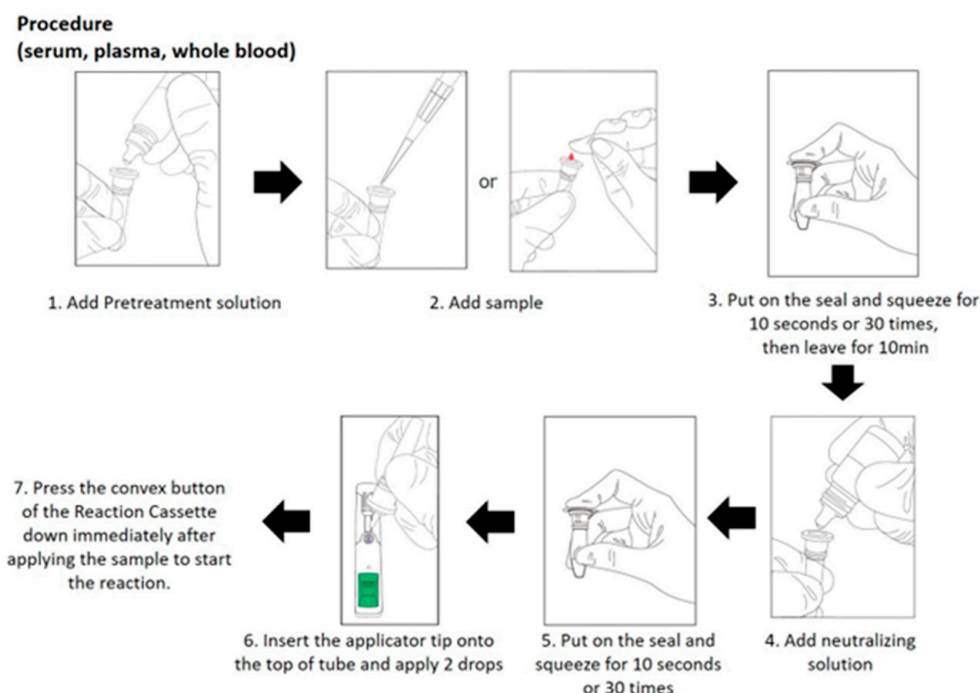 Procedure
(serum, plasma, whole blood)
or
1. Add Pretreatment solution
2. Add sample
3. Put on the seal and squeeze for
10 seconds or 30 times,
then leave for 10min
4. Add neutralizing
solution
5. Put on the seal and
squeeze for 10 seconds
or 30 times
6. Insert the applicator tip onto
the top of tube and apply 2 drops
7. Press the convex button
of the Reaction Cassette
down immediately after
applying the sample to start
the reaction.